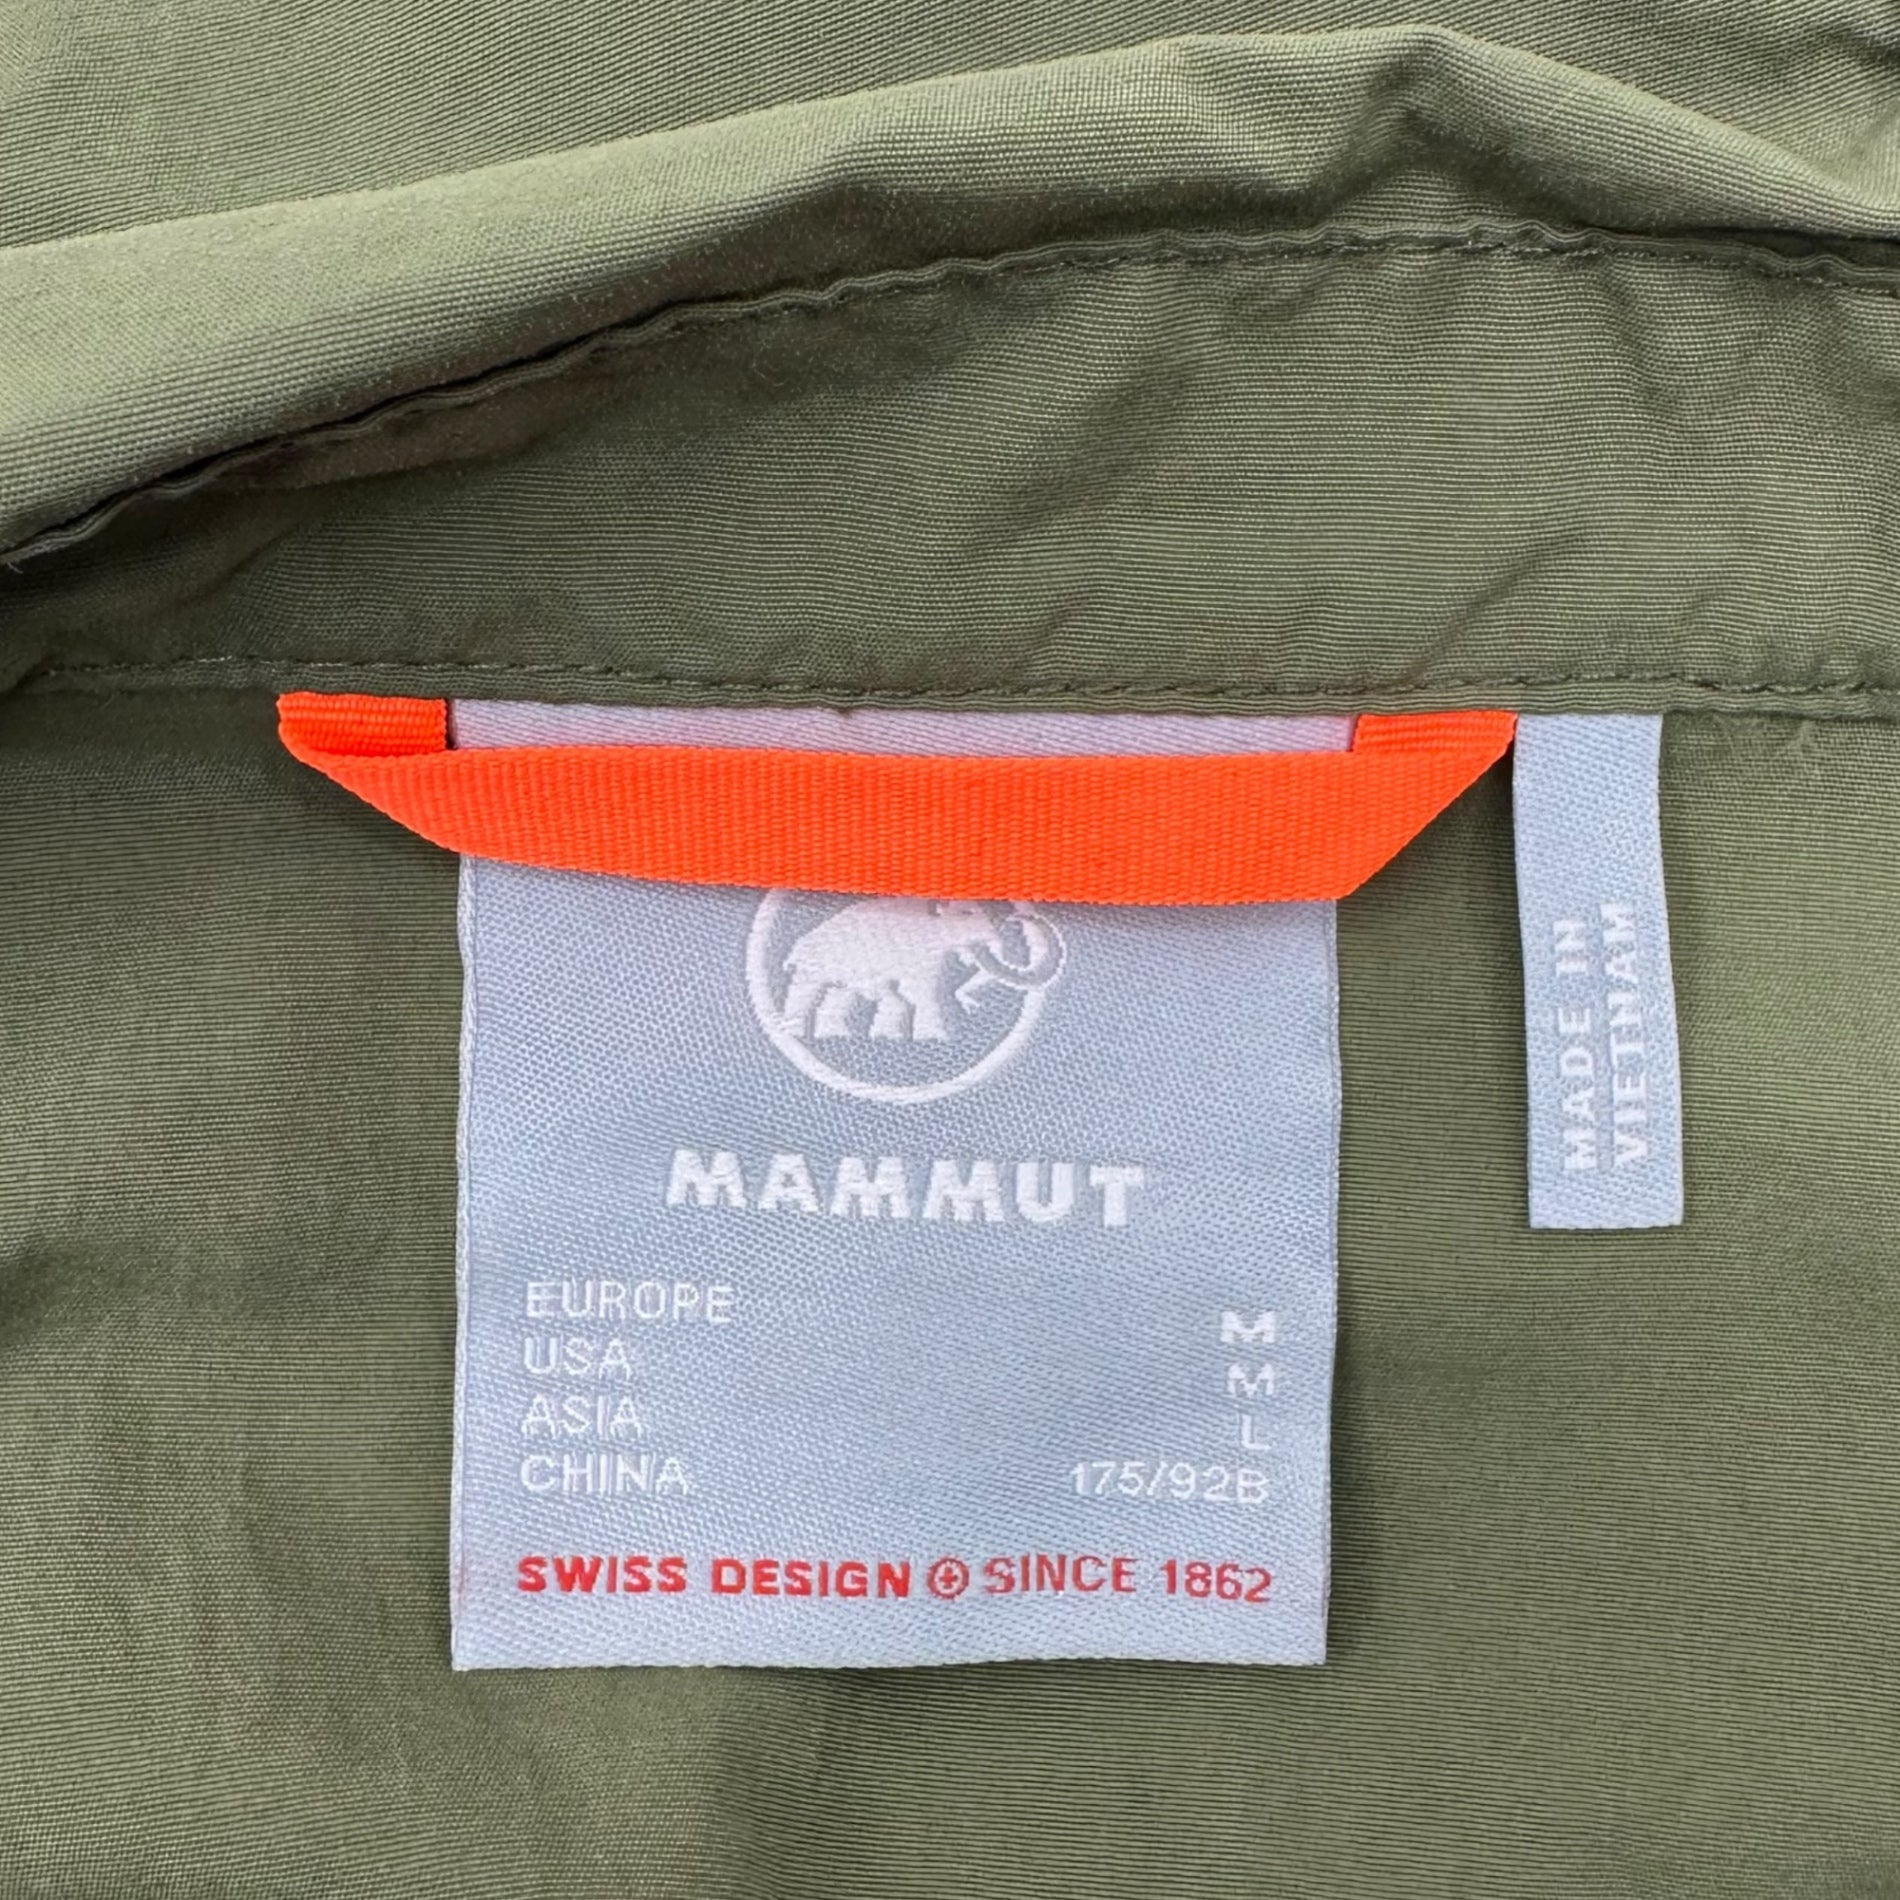 MAMMUT
EUROPE M
USA M
ASIA L
CHINA 175/92B
SWISS DESIGN SINCE 1862
MADE IN
VIETNAM